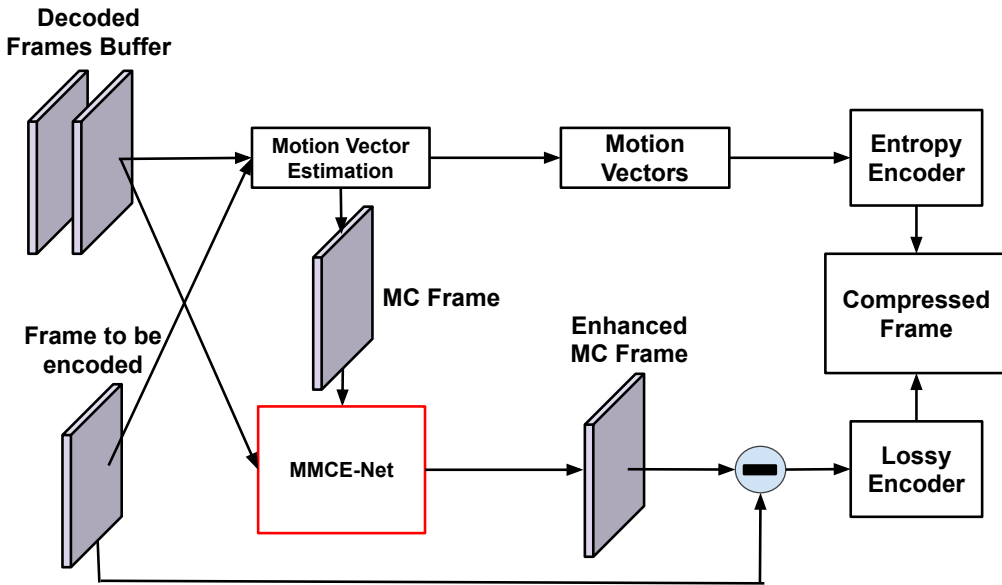 Decoded
Frames Buffer
Motion Vector
Estimation
Motion
Vectors
Entropy
Encoder
MC Frame
Compressed
Frame
Frame to be
encoded
Enhanced
MC Frame
MMCE-Net
Lossy
Encoder